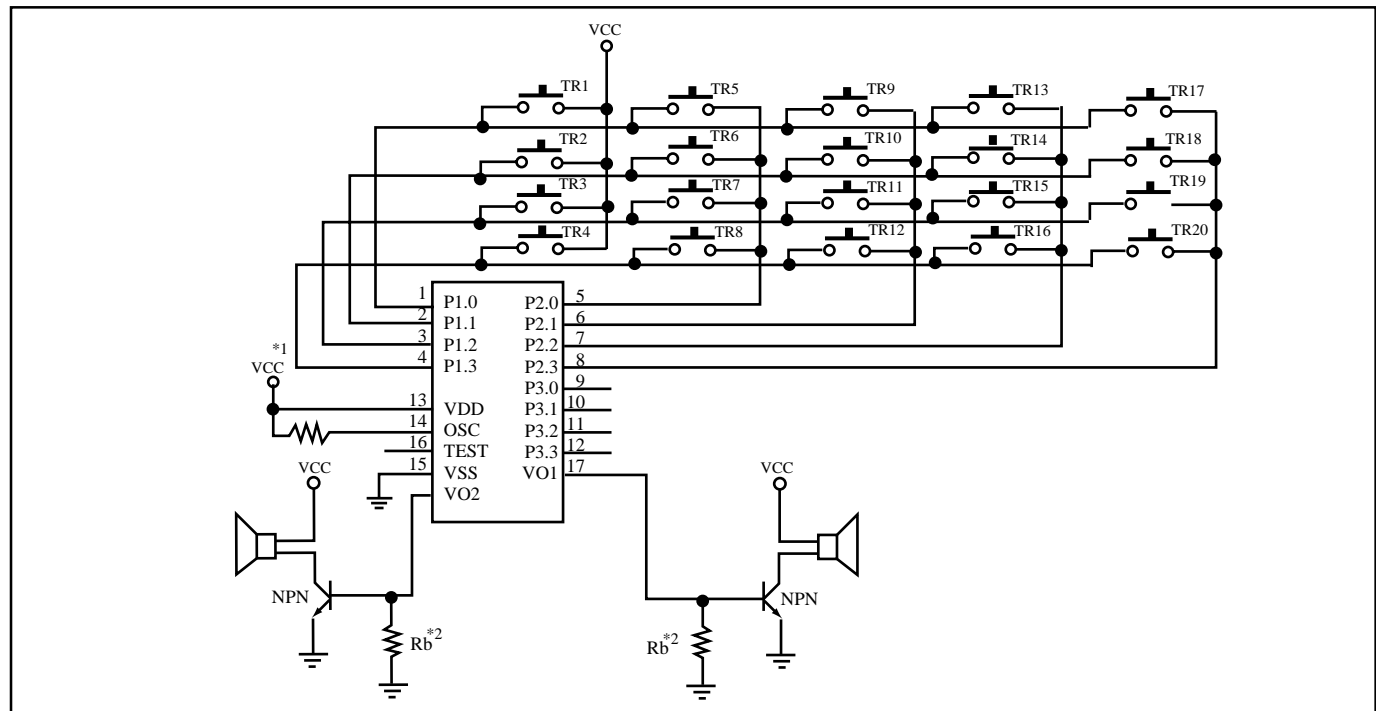 VCC
TR1 TR5 TR9 TR13 TR17
TR2 TR6 TR10 TR14 TR18
TR3 TR7 TR11 TR15 TR19
TR4 TR8 TR12 TR16 TR20
1 P1.0 P2.0 5
2 P1.1 P2.1 6
3 P1.2 P2.2 7
4 P1.3 P2.3 8
*1
VCC
P3.0 9
P3.1 10
13 VDD
14 OSC P3.2 11
16 TEST P3.3 12
15 VSS VO1 17
VO2
VCC
VCC
NPN
NPN
Rb*2
Rb*2